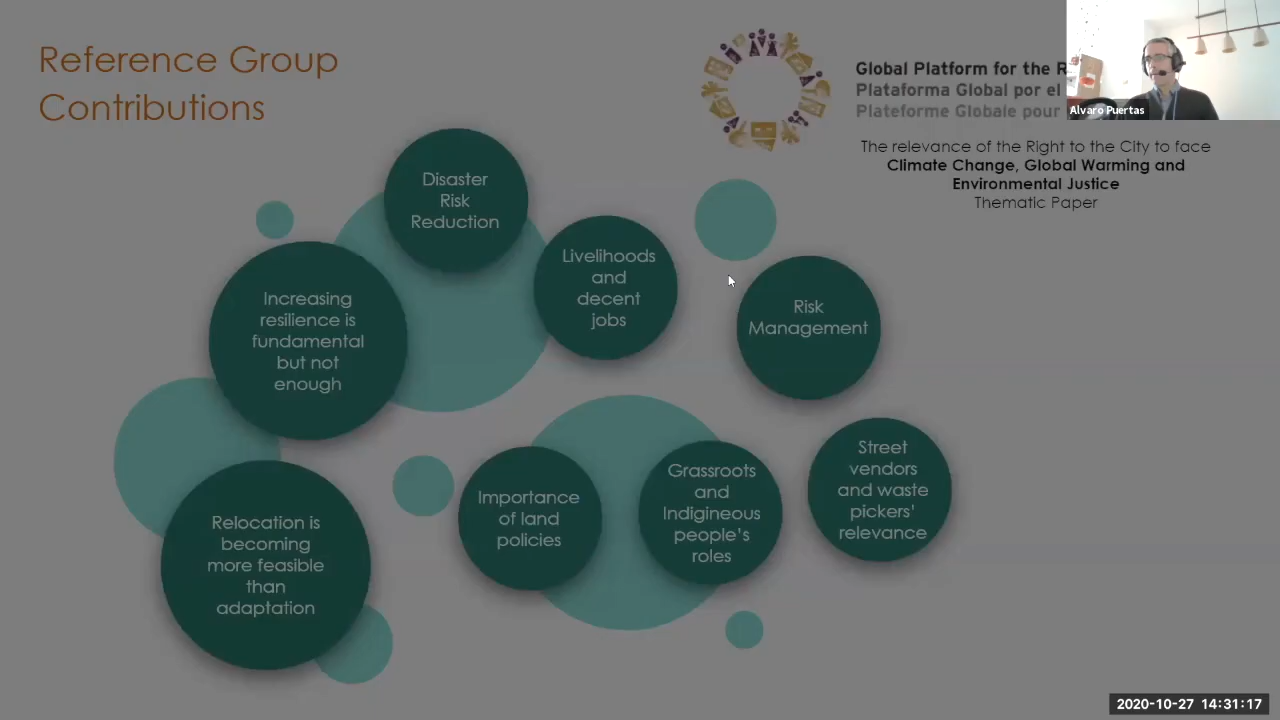 Reference Group
Contributions
Global Platform for the R
Plataforma Global por el
Plateforme Globale pour
Alvaro Puertas
The relevance of the Right to the City to face
Climate Change, Global Warming and
Environmental Justice
Thematic Paper
Disaster
Risk
Reduction
Livelihoods
and
decent
jobs
Risk
Management
Increasing
resilience is
fundamental
but not
enough
Relocation is
becoming
more feasible
than
adaptation
Importance
of land
policies
Grassroots
and
Indigineous
people's
roles
Street
vendors
and waste
pickers'
relevance
2020-10-27 14:31:17